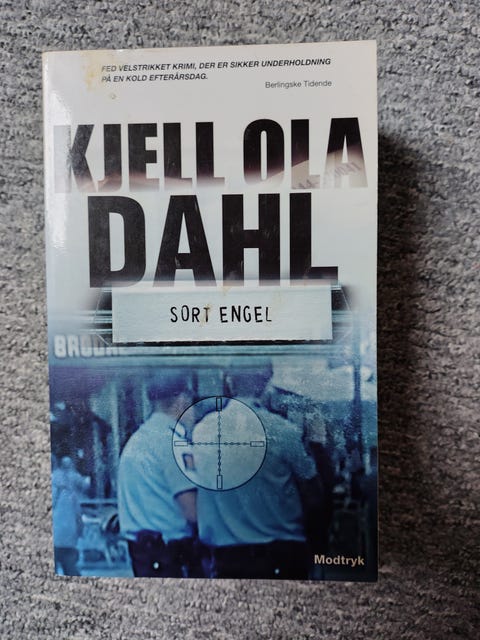 FED VELSTRIKKET KRIMI, DER ER SIKKER UNDERHOLDNING
PÅ EN KOLD EFTERÅRSDAG.
Berlingske Tidende
KJELL OLA
DAHL
SORT ENGEL
Modtryk